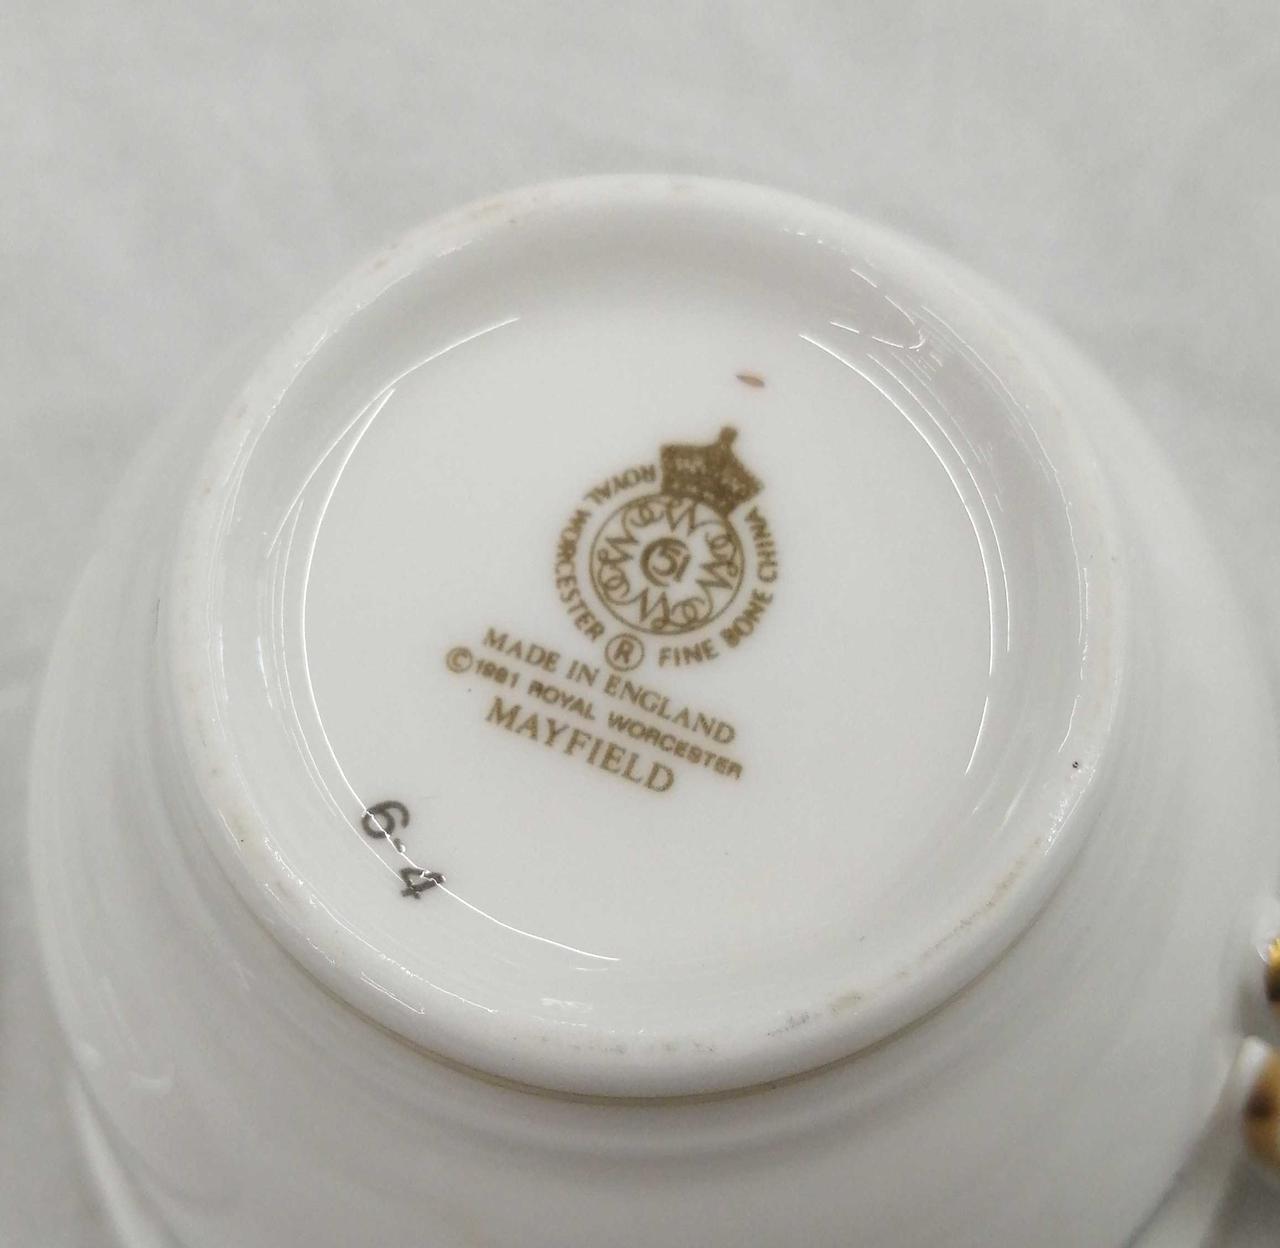 ROYAL WORCESTER ® FINE BONE CHINA
51
MADE IN ENGLAND
©1981 ROYAL WORCESTER
MAYFIELD
6.4